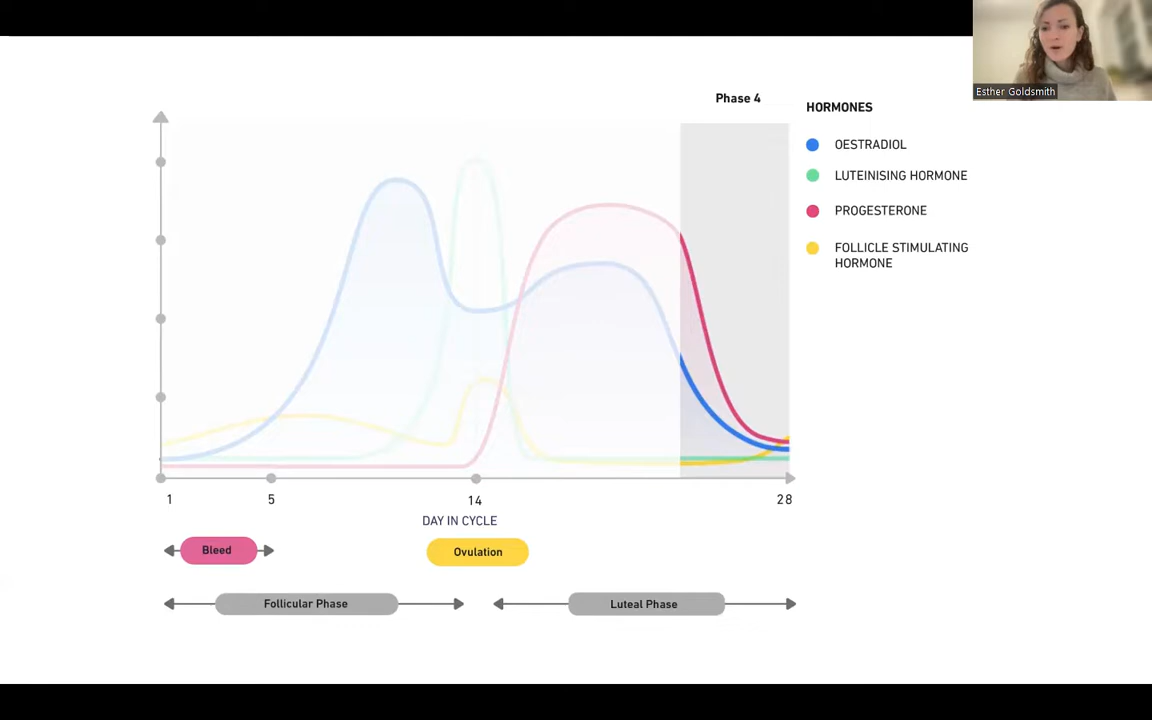 Esther Goldsmith
Phase 4
HORMONES
OESTRADIOL
LUTEINISING HORMONE
PROGESTERONE
FOLLICLE STIMULATING
HORMONE
1 5 14 28
DAY IN CYCLE
Bleed Ovulation
Follicular Phase Luteal Phase